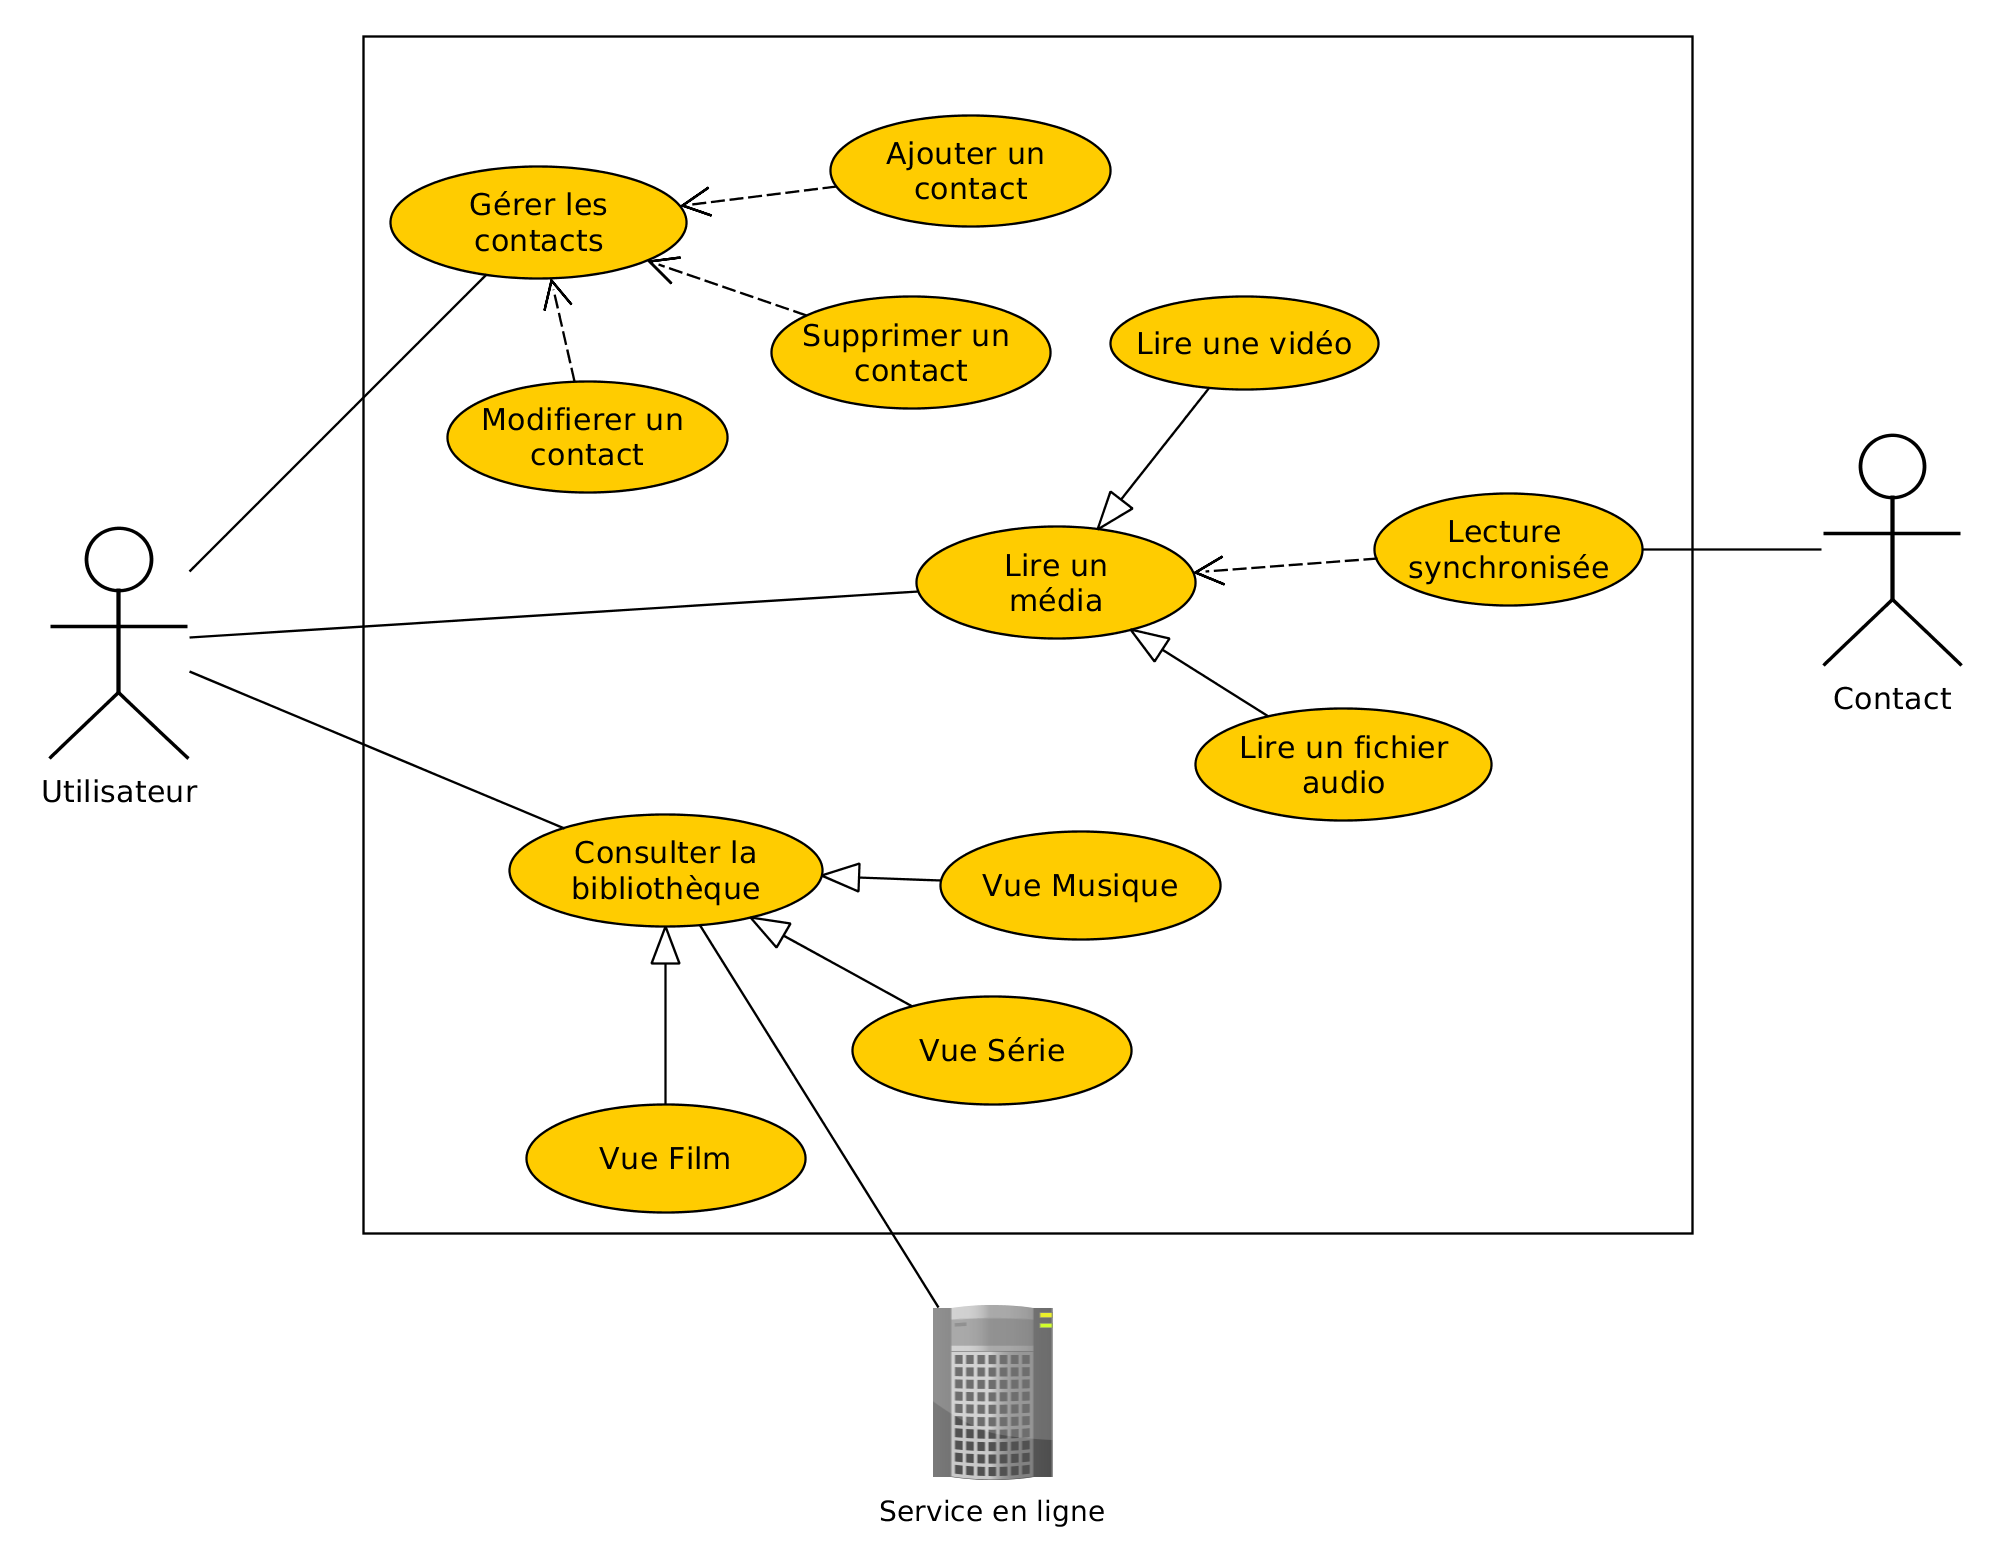 Ajouter un
contact
Gérer les
contacts
Supprimer un
contact
Lire une vidéo
Modifierer un
contact
Lecture
synchronisée
Lire un
média
Contact
Lire un fichier
audio
Utilisateur
Consulter la
bibliothèque
Vue Musique
Vue Série
Vue Film
Service en ligne